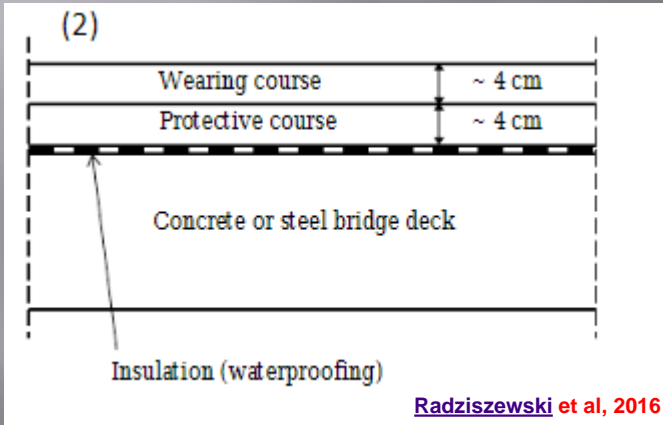 (2)
Wearing course ~ 4 cm
Protective course ~ 4 cm
Concrete or steel bridge deck
Insulation (waterproofing)
Radziszewski et al, 2016